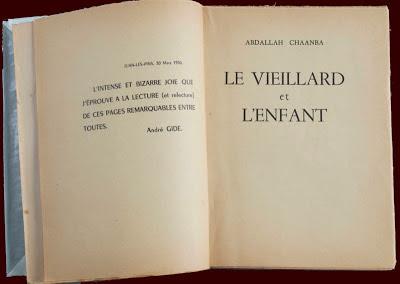 JUAN-LES-PINS, 30 Mars 1930.
L'INTENSE ET BIZARRE JOIE QUE
J'ÉPROUVE A LA LECTURE (et relecture)
DE CES PAGES REMARQUABLES ENTRE
TOUTES.
André GIDE.
ABDALLAH CHAANBA
LE VIEILLARD
et
L'ENFANT